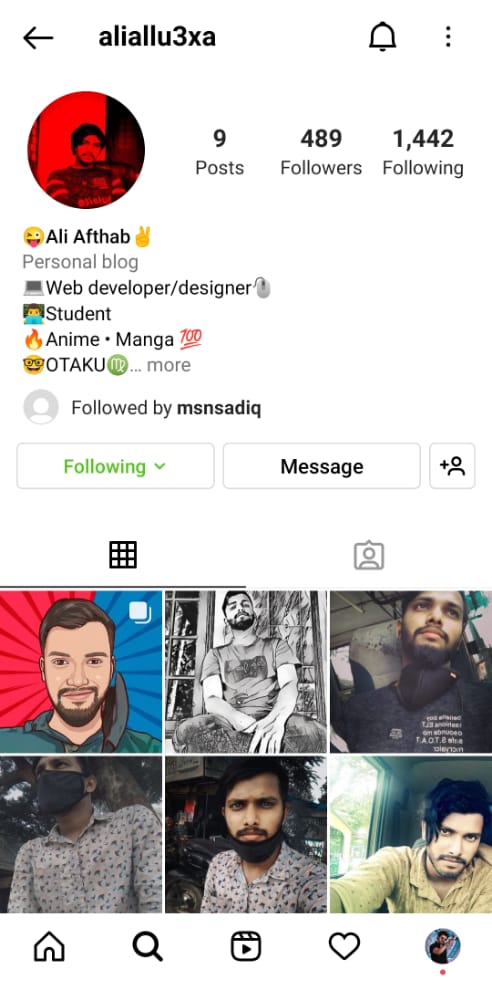 aliallu3xa
9 489 1,442
Posts Followers Following
😜Ali Afthab✌
Personal blog
💻Web developer/designer🖱
👨‍💻Student
🔥Anime • Manga 💯
🤓OTAKU♍... more
Followed by msnsadiq
Following Message